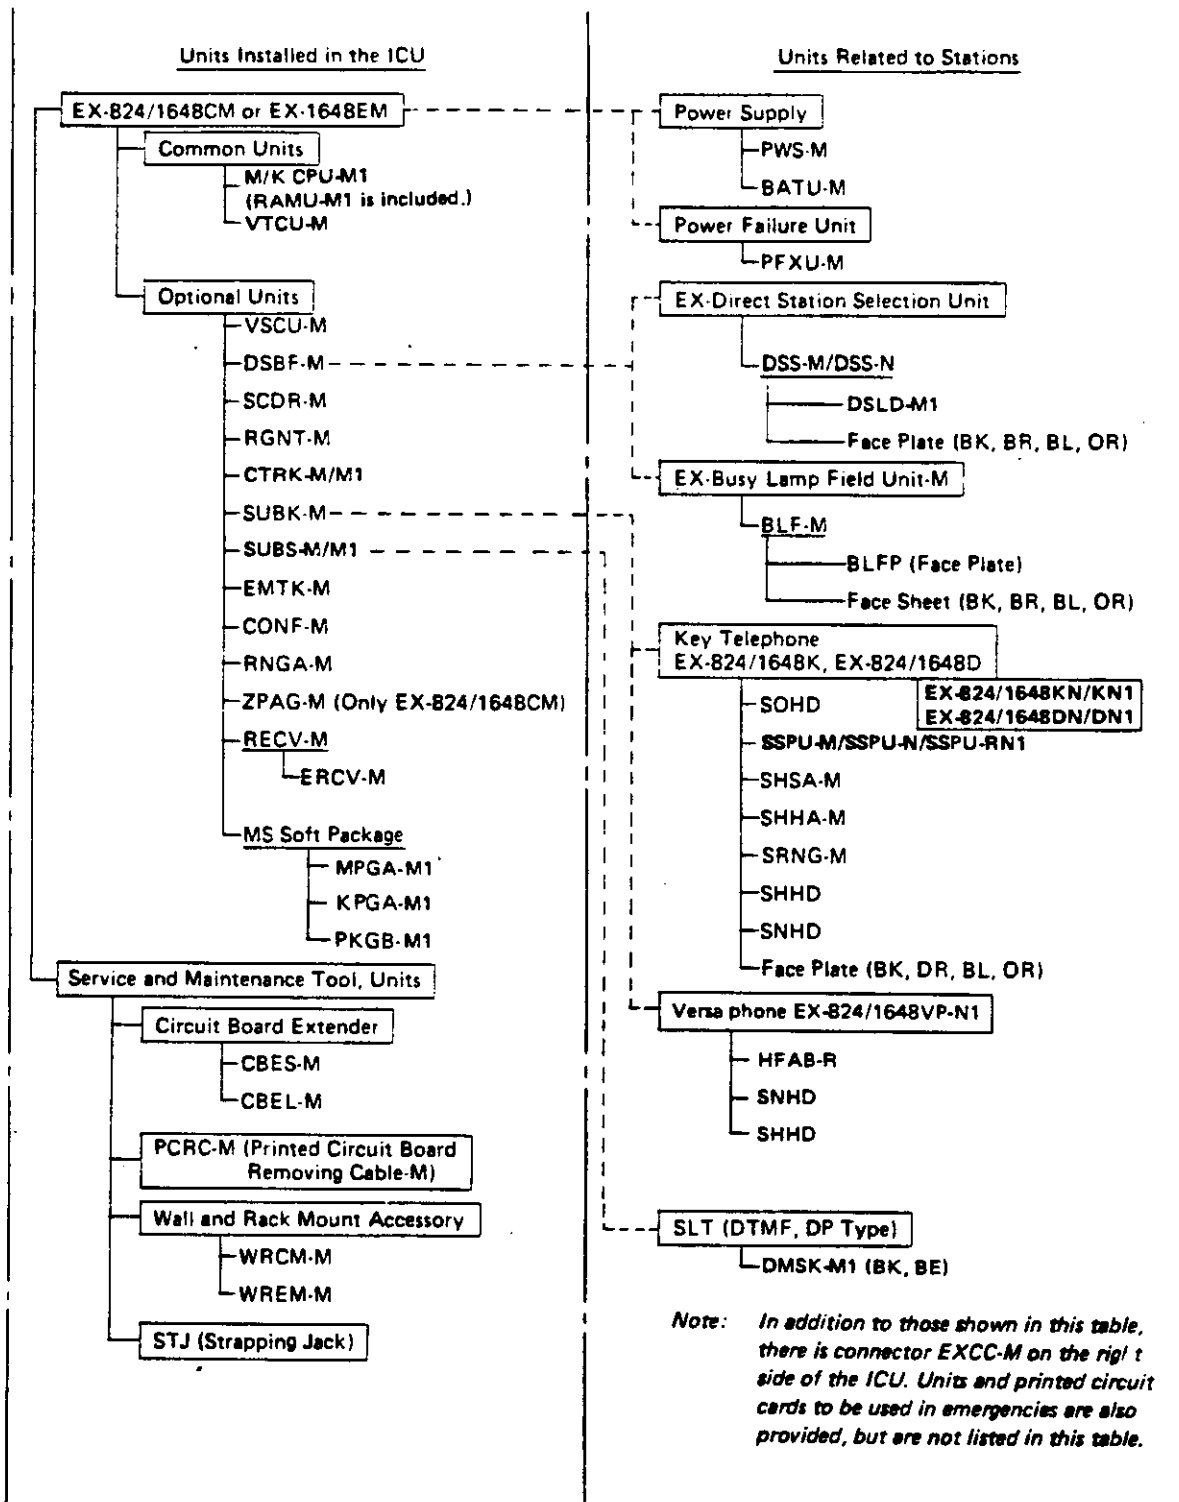 Units Installed in the ICU
EX-824/1648CM or EX-1648EM
Common Units
M/K CPU-M1
(RAMU-M1 is included.)
VTCU-M
Optional Units
VSCU-M
DSBF-M
SCDR-M
RGNT-M
CTRK-M/M1
SUBK-M
SUBS-M/M1
EMTK-M
CONF-M
RNGA-M
ZPAG-M (Only EX-824/1648CM)
RECV-M
ERCV-M
MS Soft Package
MPGA-M1
KPGA-M1
PKGB-M1
Service and Maintenance Tool, Units
Circuit Board Extender
CBES-M
CBEL-M
PCRC-M (Printed Circuit Board
Removing Cable-M)
Wall and Rack Mount Accessory
WRCM-M
WREM-M
STJ (Strapping Jack)
Units Related to Stations
Power Supply
PWS-M
BATU-M
Power Failure Unit
PFXU-M
EX-Direct Station Selection Unit
DSS-M/DSS-N
DSLD-M1
Face Plate (BK, BR, BL, OR)
EX-Busy Lamp Field Unit-M
BLF-M
BLFP (Face Plate)
Face Sheet (BK, BR, BL, OR)
Key Telephone
EX-824/1648K, EX-824/1648D
EX-824/1648KN/KN1
EX-824/1648DN/DN1
SOHD
SSPU-M/SSPU-N/SSPU-RN1
SHSA-M
SHHA-M
SRNG-M
SHHD
SNHD
Face Plate (BK, DR, BL, OR)
Versa phone EX-824/1648VP-N1
HFAB-R
SNHD
SHHD
SLT (DTMF, DP Type)
DMSK-M1 (BK, BE)
Note: In addition to those shown in this table,
there is connector EXCC-M on the rigl t
side of the ICU. Units and printed circuit
cards to be used in emergencies are also
provided, but are not listed in this table.